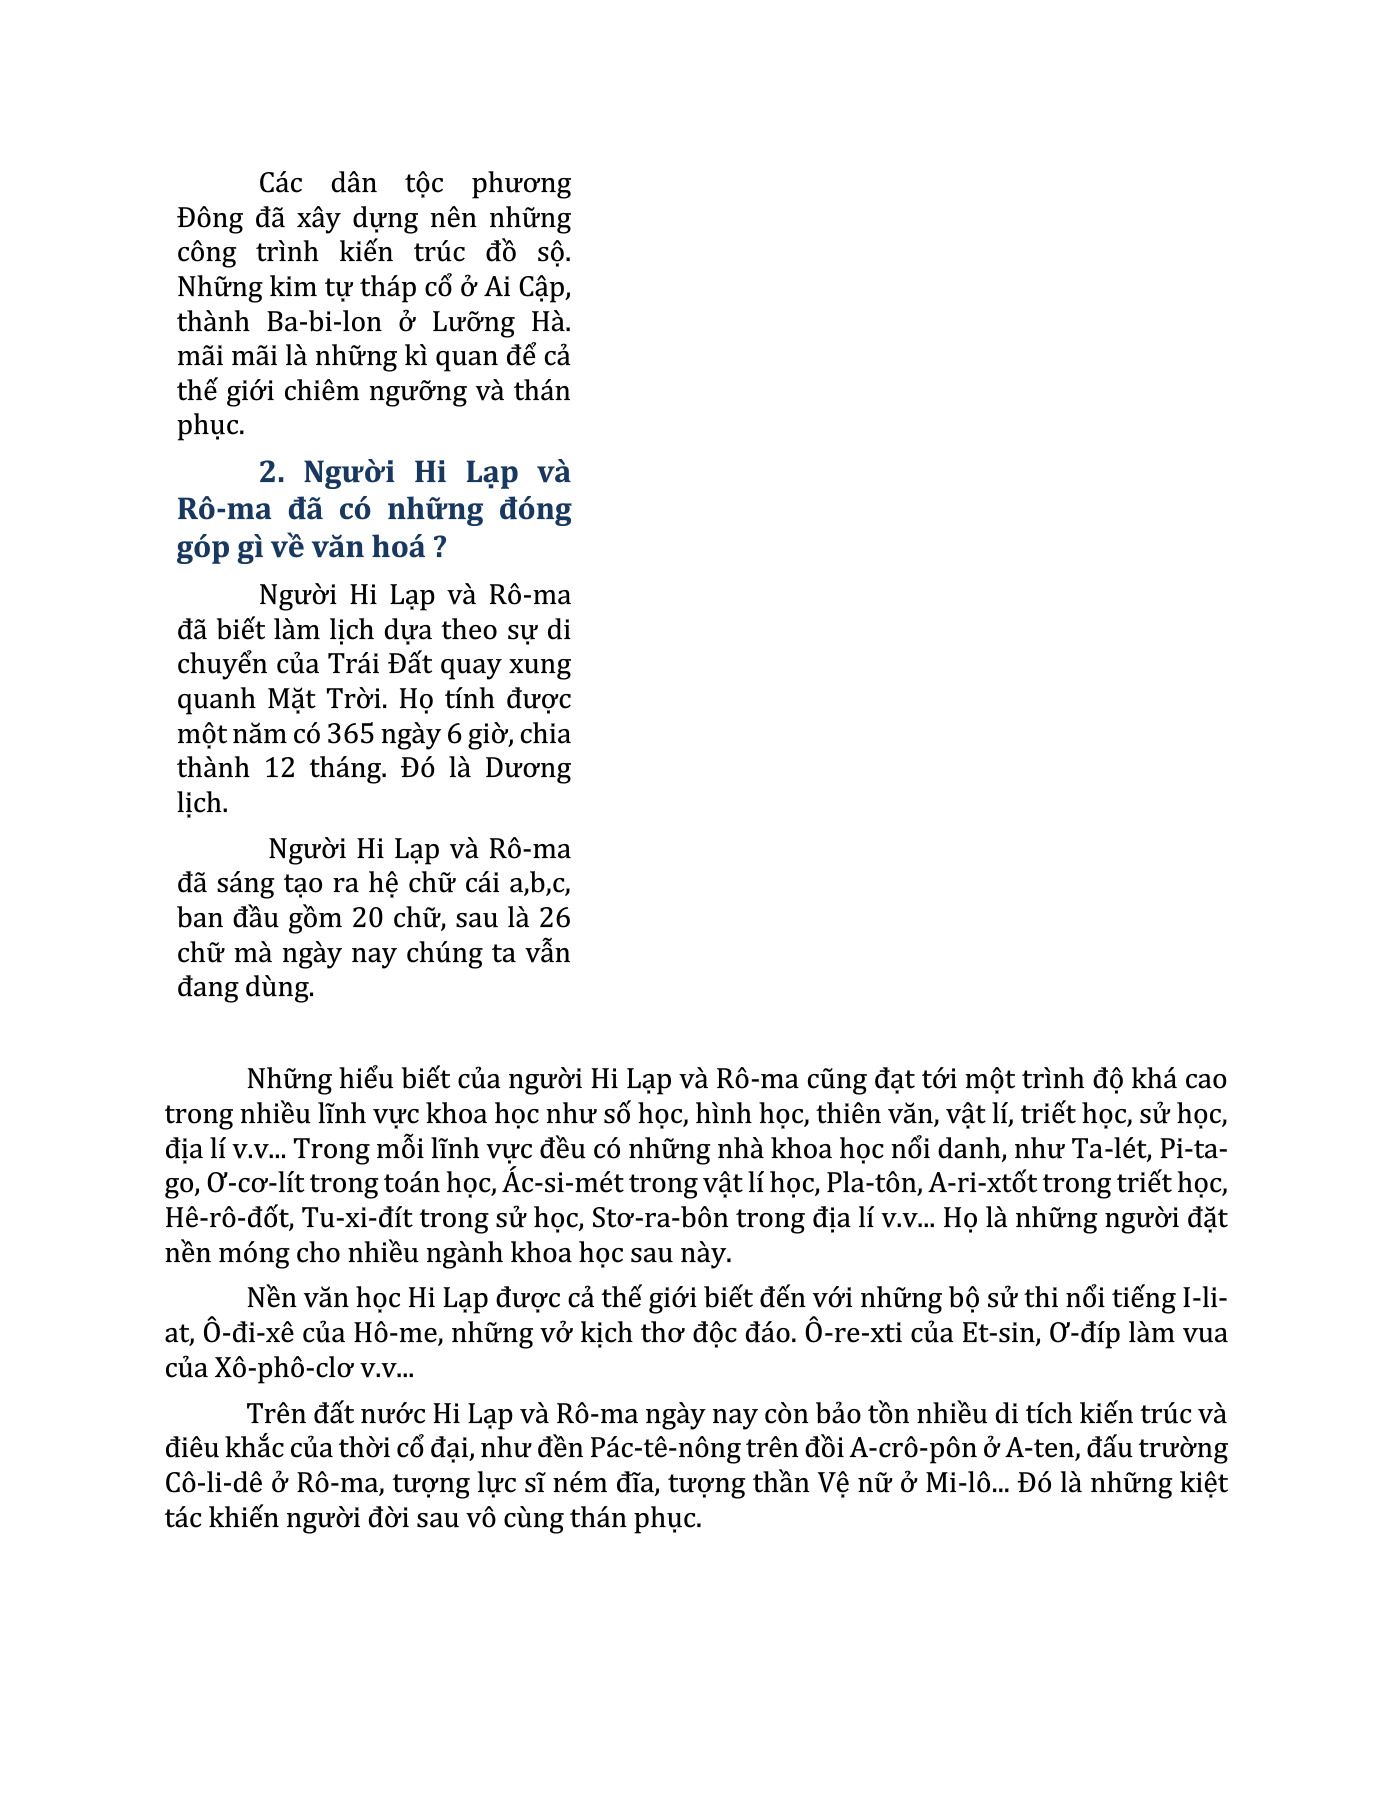 Các dân tộc phương
Đông đã xây dựng nên những
công trình kiến trúc đồ sộ.
Những kim tự tháp cổ ở Ai Cập,
thành Ba-bi-lon ở Lưỡng Hà.
mãi mãi là những kì quan để cả
thế giới chiêm ngưỡng và thán
phục.
2. Người Hi Lạp và
Rô-ma đã có những đóng
góp gì về văn hoá ?
Người Hi Lạp và Rô-ma
đã biết làm lịch dựa theo sự di
chuyển của Trái Đất quay xung
quanh Mặt Trời. Họ tính được
một năm có 365 ngày 6 giờ, chia
thành 12 tháng. Đó là Dương
lịch.
Người Hi Lạp và Rô-ma
đã sáng tạo ra hệ chữ cái a,b,c,
ban đầu gồm 20 chữ, sau là 26
chữ mà ngày nay chúng ta vẫn
đang dùng.
Những hiểu biết của người Hi Lạp và Rô-ma cũng đạt tới một trình độ khá cao
trong nhiều lĩnh vực khoa học như số học, hình học, thiên văn, vật lí, triết học, sử học,
địa lí v.v... Trong mỗi lĩnh vực đều có những nhà khoa học nổi danh, như Ta-lét, Pi-ta-
go, Ơ-cơ-lít trong toán học, Ác-si-mét trong vật lí học, Pla-tôn, A-ri-xtốt trong triết học,
Hê-rô-đốt, Tu-xi-đít trong sử học, Stơ-ra-bôn trong địa lí v.v... Họ là những người đặt
nền móng cho nhiều ngành khoa học sau này.
Nền văn học Hi Lạp được cả thế giới biết đến với những bộ sử thi nổi tiếng I-li-
at, Ô-đi-xê của Hô-me, những vở kịch thơ độc đáo. Ô-re-xti của Et-sin, Ơ-đíp làm vua
của Xô-phô-clơ v.v...
Trên đất nước Hi Lạp và Rô-ma ngày nay còn bảo tồn nhiều di tích kiến trúc và
điêu khắc của thời cổ đại, như đền Pác-tê-nông trên đồi A-crô-pôn ở A-ten, đấu trường
Cô-li-dê ở Rô-ma, tượng lực sĩ ném đĩa, tượng thần Vệ nữ ở Mi-lô... Đó là những kiệt
tác khiến người đời sau vô cùng thán phục.